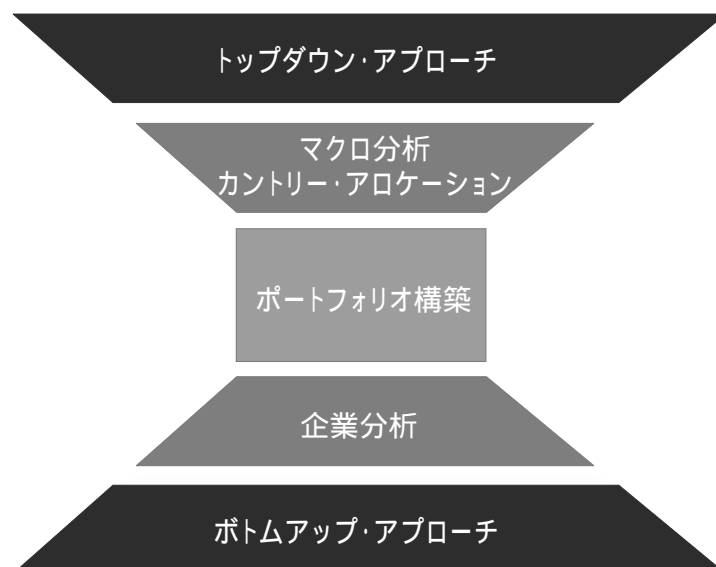 トップダウン・アプローチ
マクロ分析
カントリー・アロケーション
ポートフォリオ構築
企業分析
ボトムアップ・アプローチ